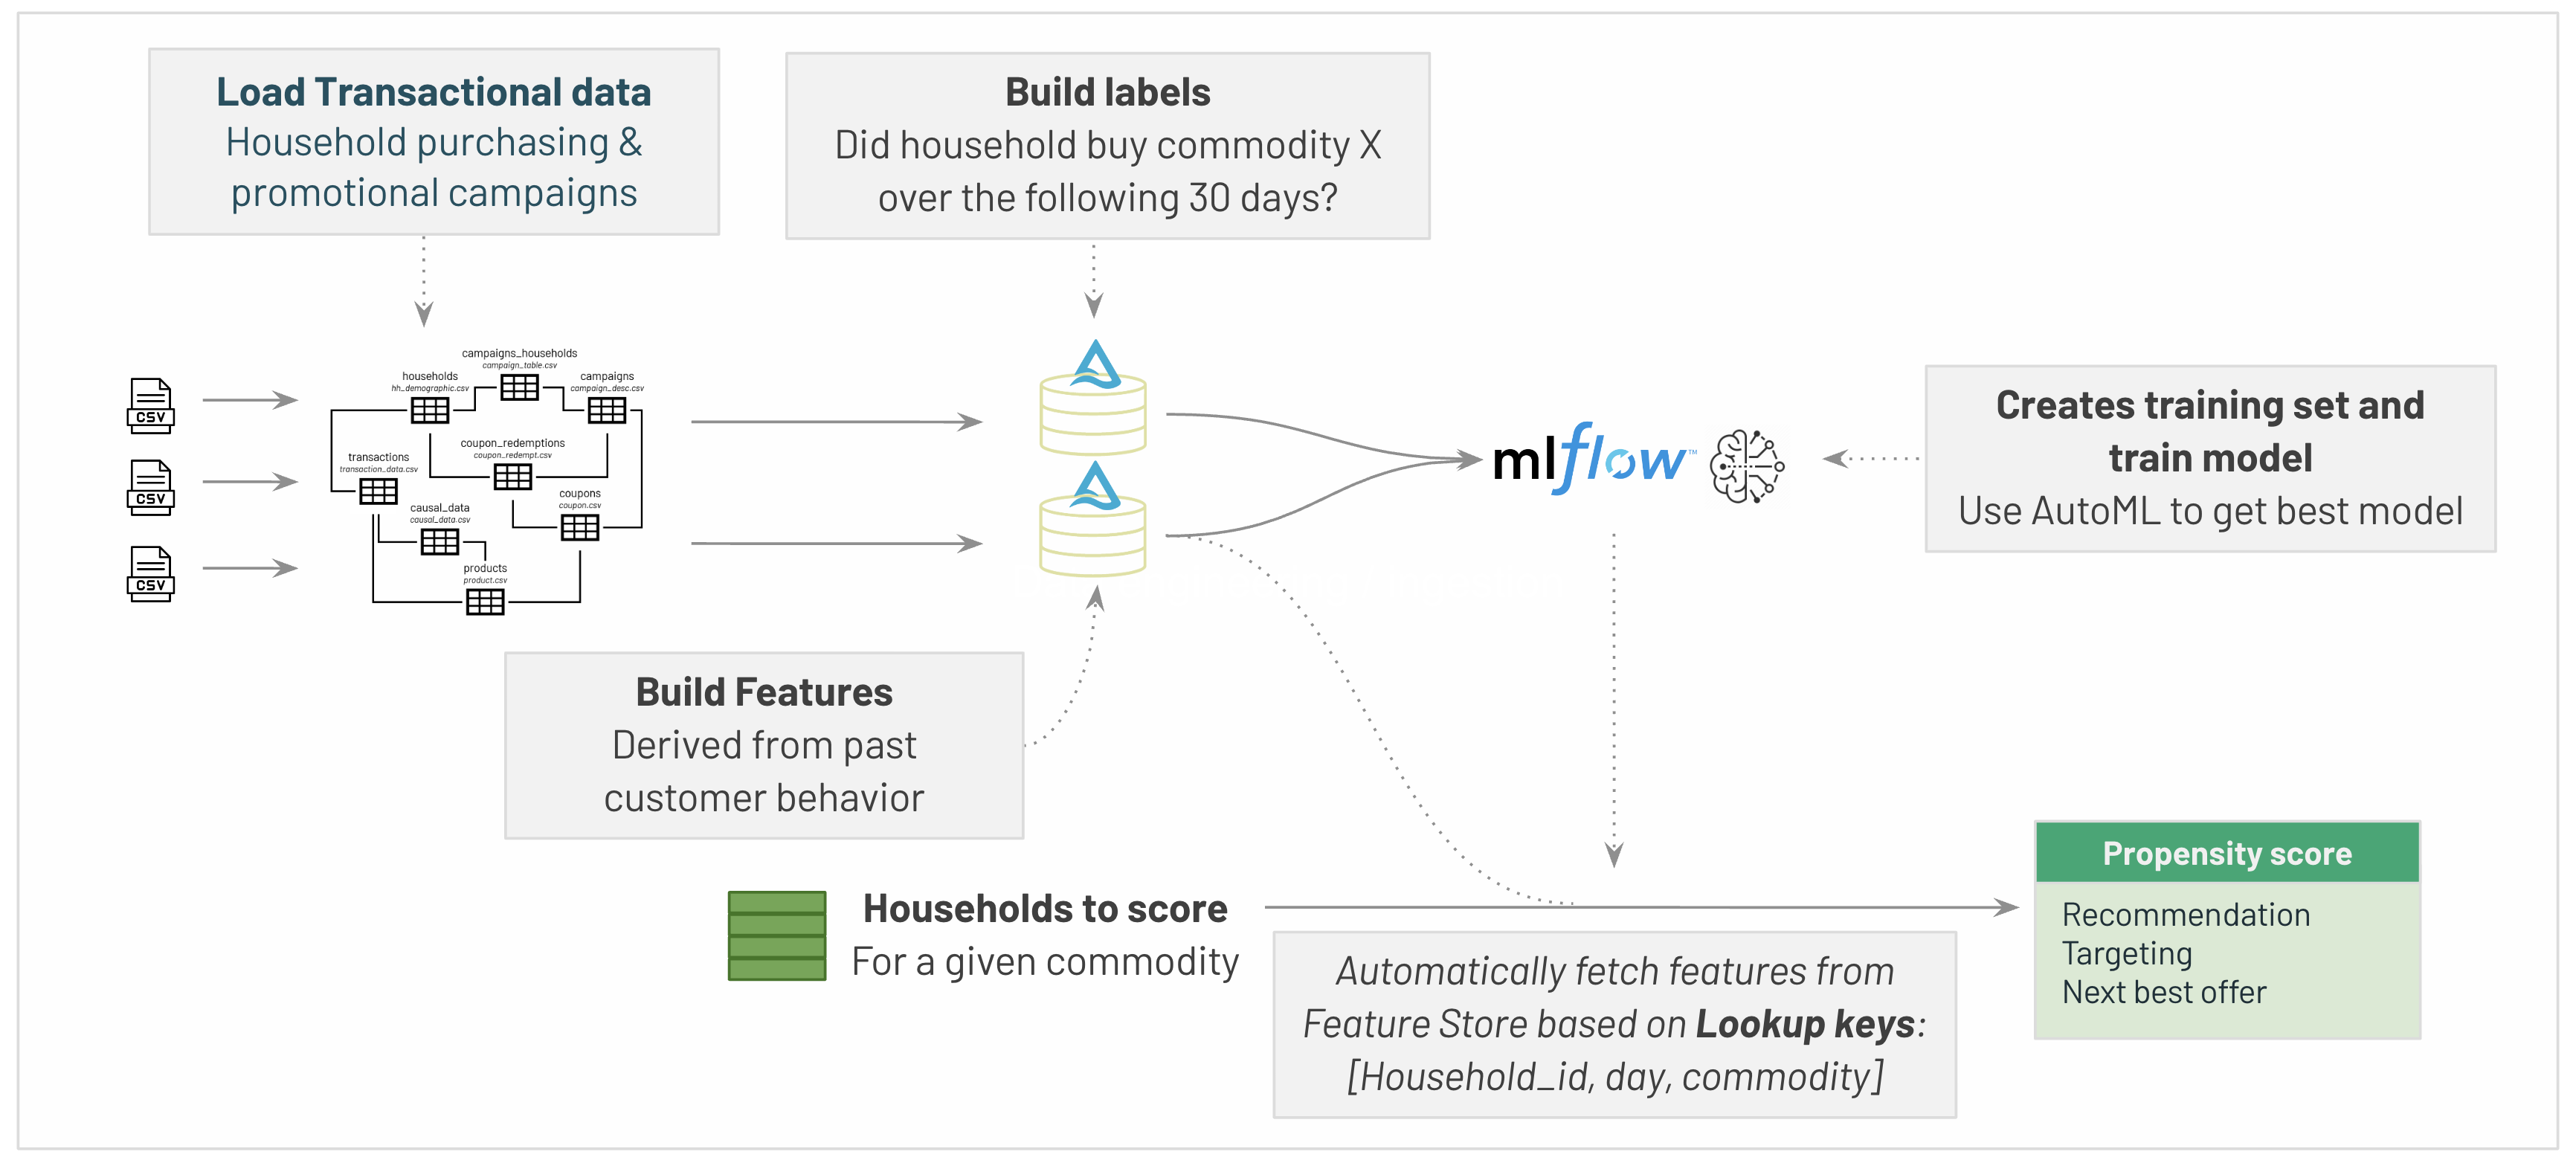 Load Transactional data
Household purchasing &
promotional campaigns
Build labels
Did household buy commodity X
over the following 30 days?
CSV
CSV
CSV
campaigns_households
campaign_table.csv
households
hh_demographic.csv
campaigns
campaign_desc.csv
coupon_redemptions
coupon_redempt.csv
transactions
transaction_data.csv
coupons
coupon.csv
causal_data
causal_data.csv
products
product.csv
mlflow™
Creates training set and
train model
Use AutoML to get best model
Build Features
Derived from past
customer behavior
Households to score
For a given commodity
Automatically fetch features from
Feature Store based on Lookup keys:
[Household_id, day, commodity]
Propensity score
Recommendation
Targeting
Next best offer